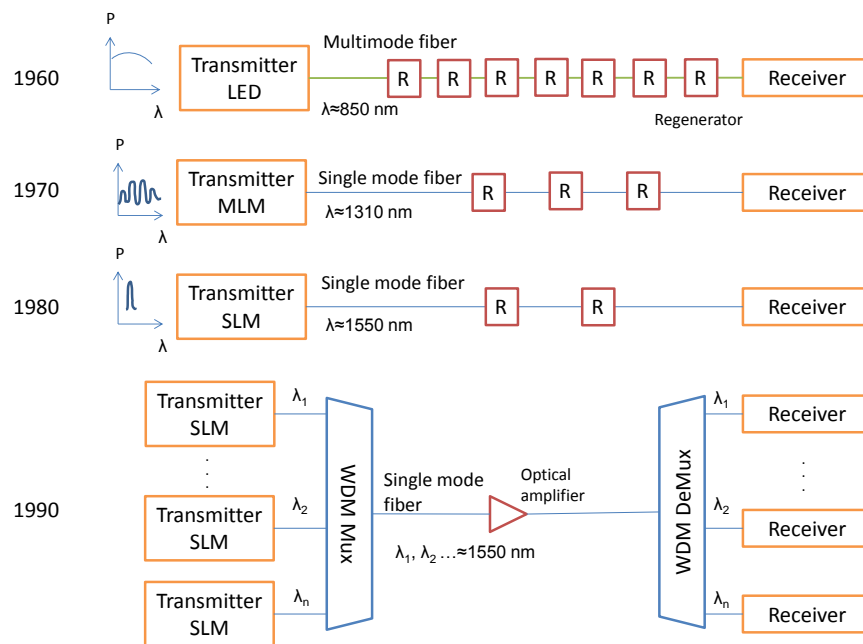 P
λ
1960
Transmitter
LED
Multimode fiber
λ≈850 nm
R R R R R R R
Regenerator
Receiver
P
λ
1970
Transmitter
MLM
Single mode fiber
λ≈1310 nm
R R R
Receiver
P
λ
1980
Transmitter
SLM
Single mode fiber
λ≈1550 nm
R R
Receiver
1990
Transmitter
SLM
λ1
. . .
Transmitter
SLM
λ2
Transmitter
SLM
λn
WDM Mux
Single mode
fiber
Optical
amplifier
λ1, λ2 …≈1550 nm
WDM DeMux
λ1
Receiver
. . .
λ2
Receiver
λn
Receiver